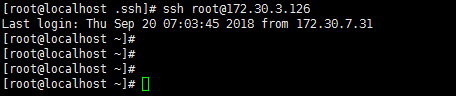 [root@localhost .ssh]# ssh root@172.30.3.126
Last login: Thu Sep 20 07:03:45 2018 from 172.30.7.31
[root@localhost ~]#
[root@localhost ~]#
[root@localhost ~]#
[root@localhost ~]#